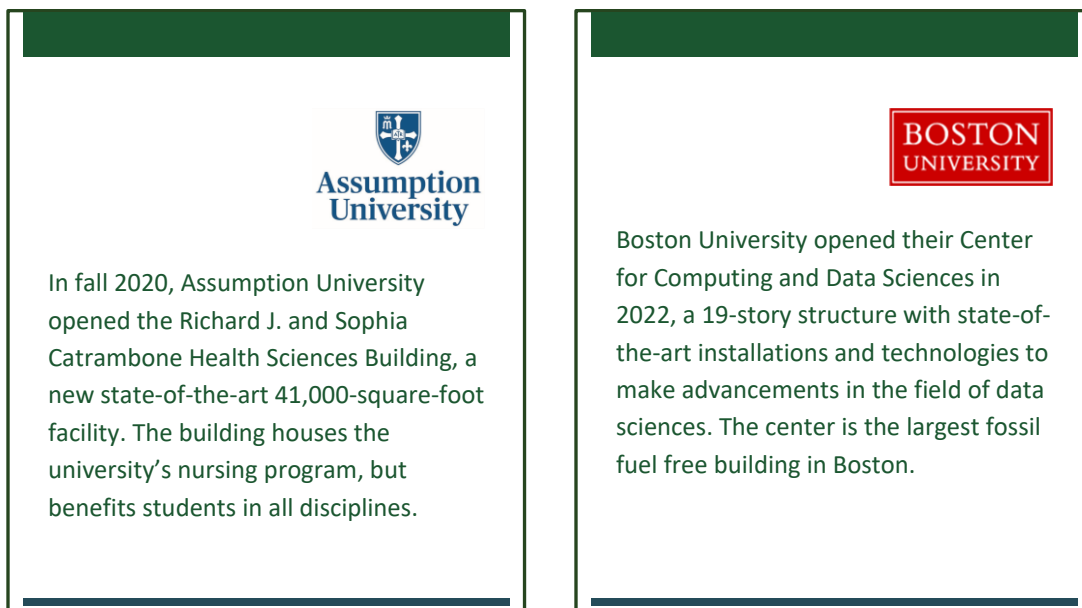 Assumption
University
In fall 2020, Assumption University
opened the Richard J. and Sophia
Catrambone Health Sciences Building, a
new state-of-the-art 41,000-square-foot
facility. The building houses the
university’s nursing program, but
benefits students in all disciplines.
BOSTON
UNIVERSITY
Boston University opened their Center
for Computing and Data Sciences in
2022, a 19-story structure with state-of-
the-art installations and technologies to
make advancements in the field of data
sciences. The center is the largest fossil
fuel free building in Boston.